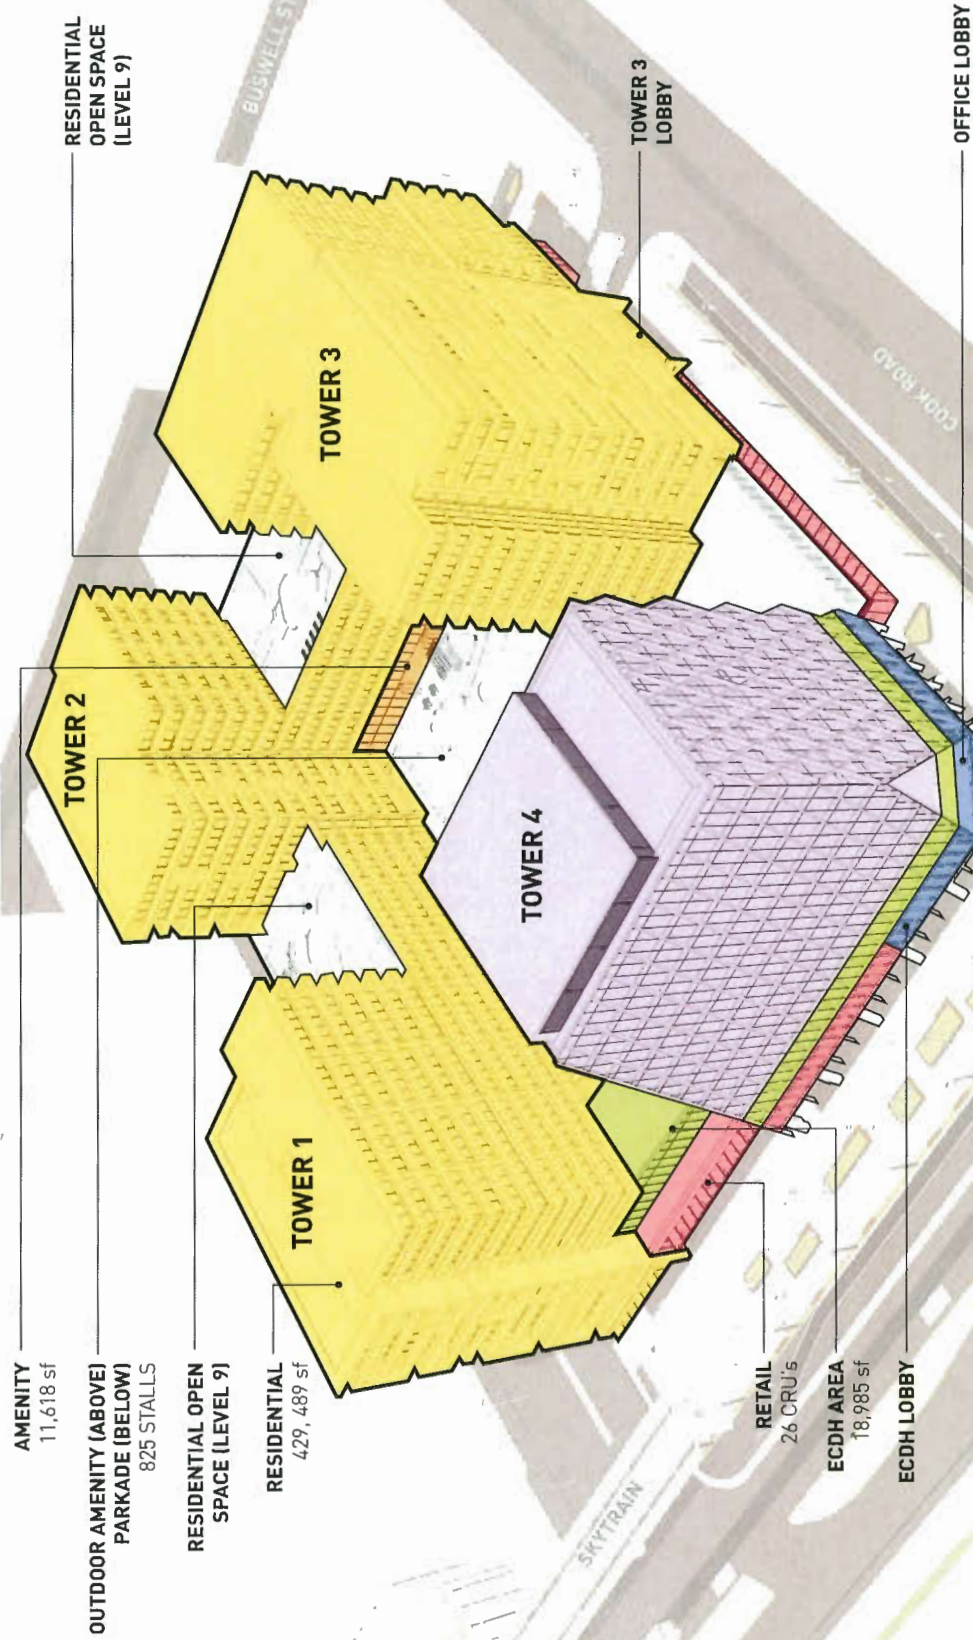 AMENITY
11,618 sf
OUTDOOR AMENITY (ABOVE)
PARKADE (BELOW)
825 STALLS
RESIDENTIAL OPEN
SPACE (LEVEL 9)
RESIDENTIAL
429, 489 sf
RETAIL
26 CRU's
ECDH AREA
18,985 sf
ECDH LOBBY
SKYTRAIN
TOWER 1
TOWER 2
TOWER 3
TOWER 4
RESIDENTIAL
OPEN SPACE
(LEVEL 9)
BUSWELL ST
TOWER 3
LOBBY
COOK ROAD
OFFICE LOBBY